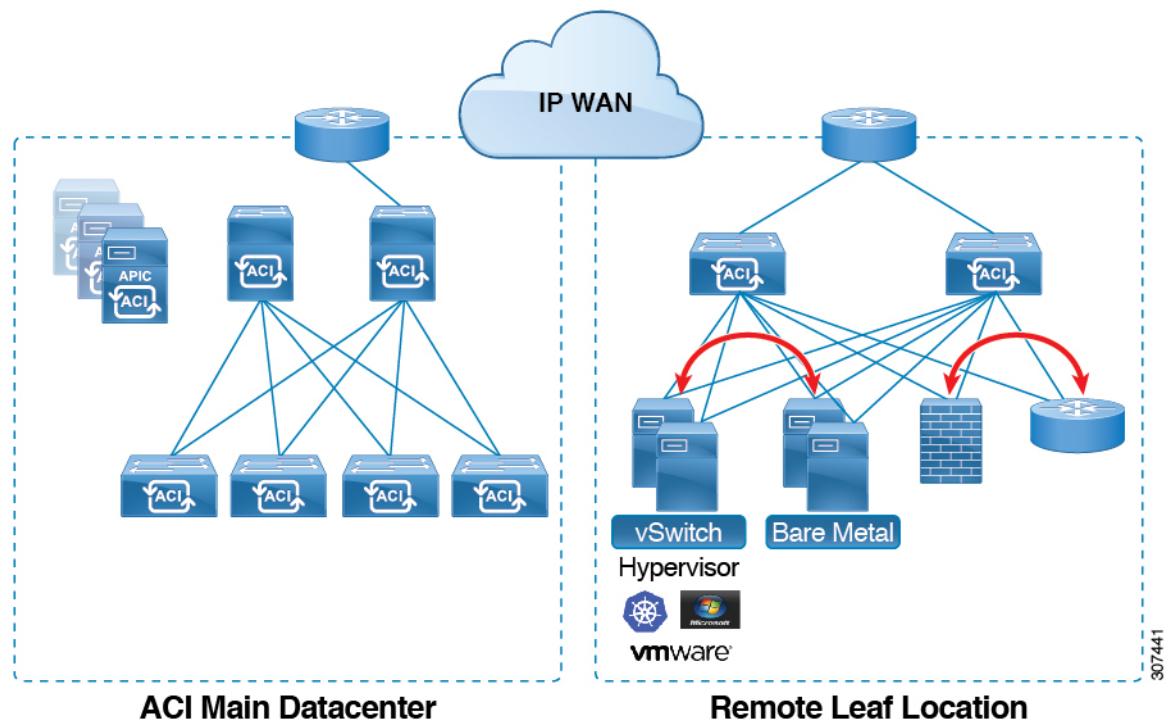 IP WAN
A
A
APIC
ACI
ACI
ACI
ACI
ACI
ACI
ACI
ACI
ACI
vSwitch
Bare Metal
Hypervisor
Microsoft
vmware
307441
ACI Main Datacenter
Remote Leaf Location